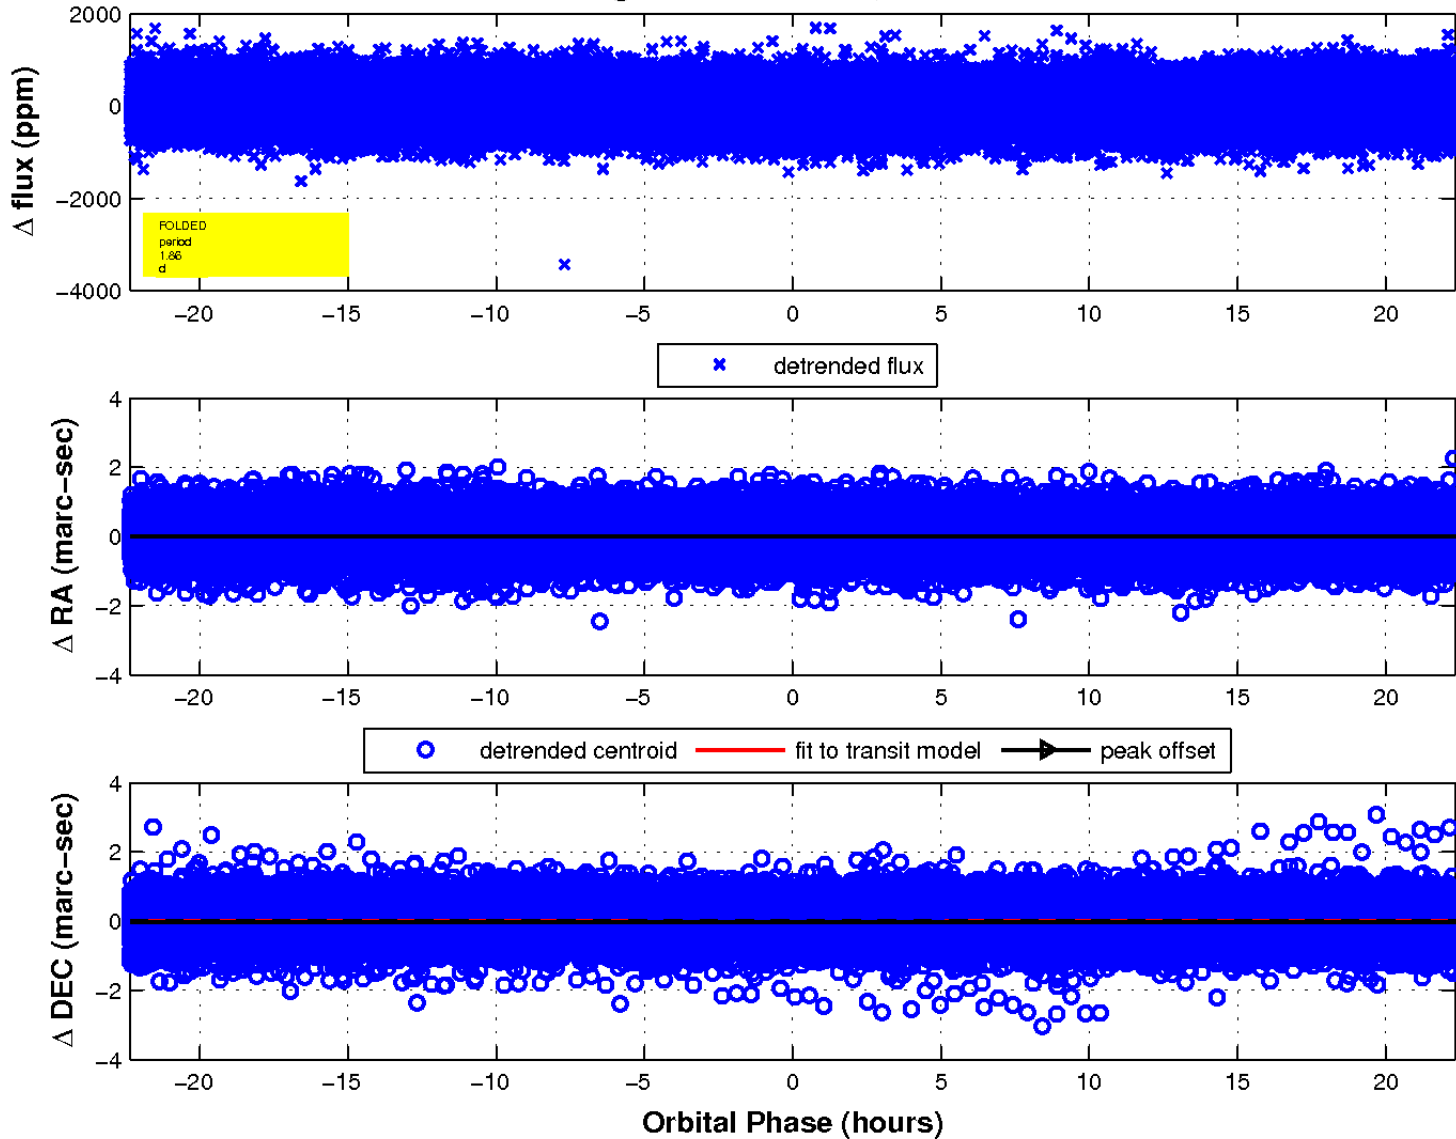 2000
0
−2000
−4000
Δ flux (ppm)
FOLDED
period
1.86
d
−20 −15 −10 −5 0 5 10 15 20
detrended flux
4
2
0
−2
−4
Δ RA (marc−sec)
−20 −15 −10 −5 0 5 10 15 20
detrended centroid fit to transit model peak offset
4
2
0
−2
−4
Δ DEC (marc−sec)
−20 −15 −10 −5 0 5 10 15 20
Orbital Phase (hours)